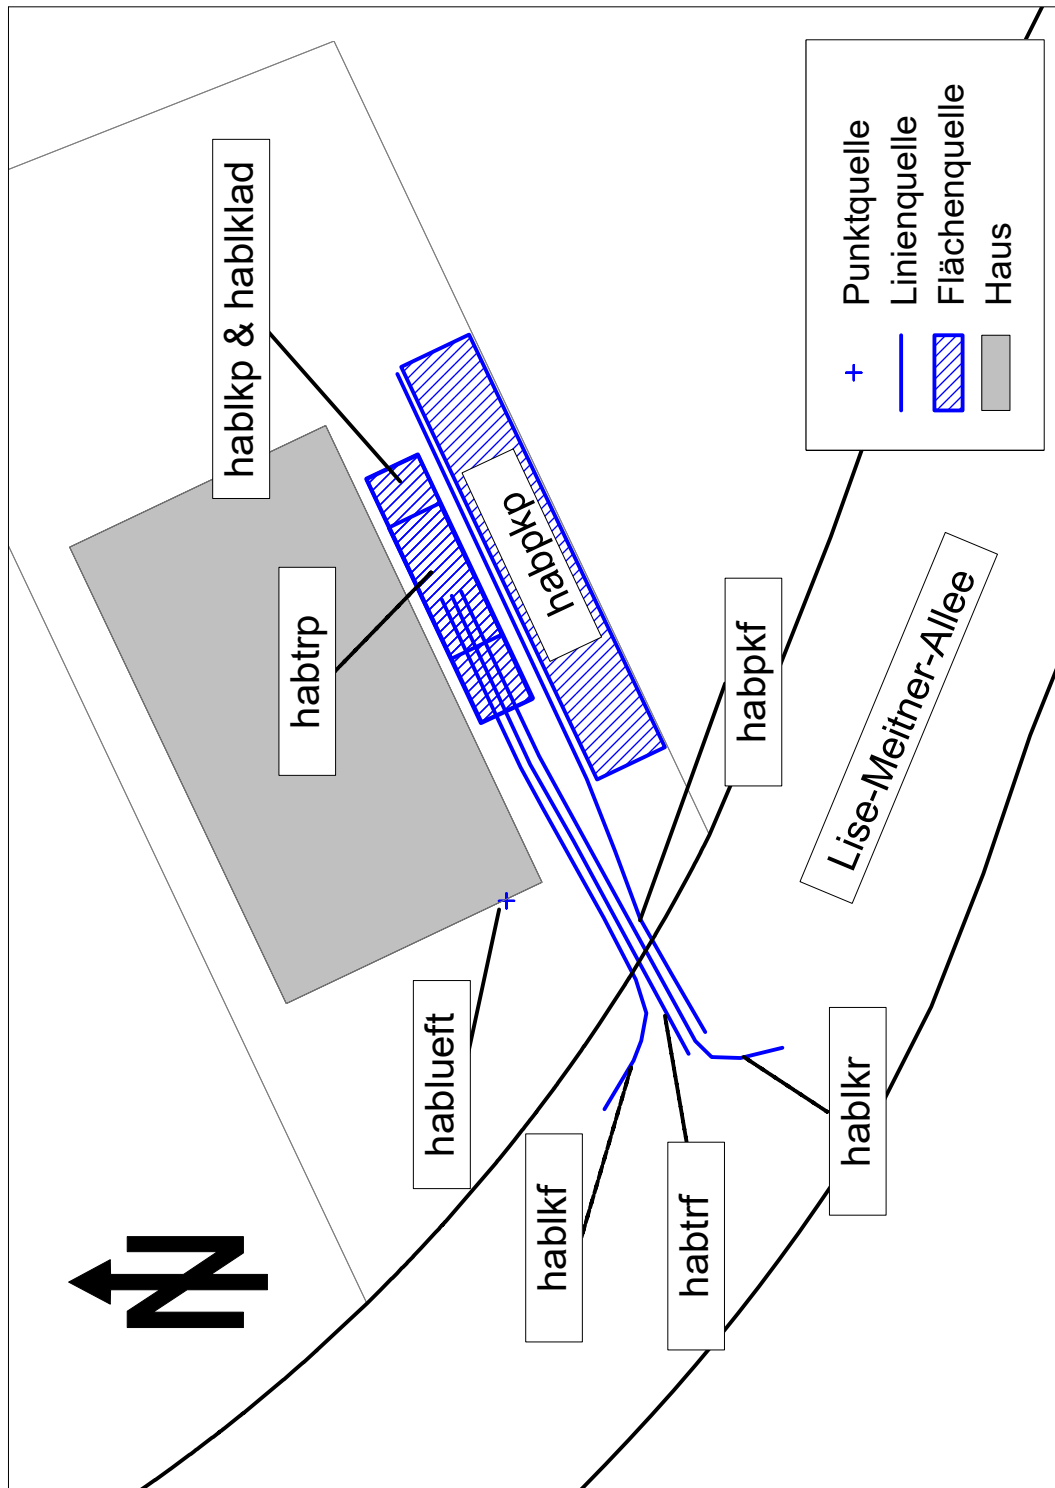 hablkp & hablklad
habtrp
habpkp
habpkf
hablueft
hablkf
habtrf
hablkr
Lise-Meitner-Allee
Punktquelle
Linienquelle
Flächenquelle
Haus
N